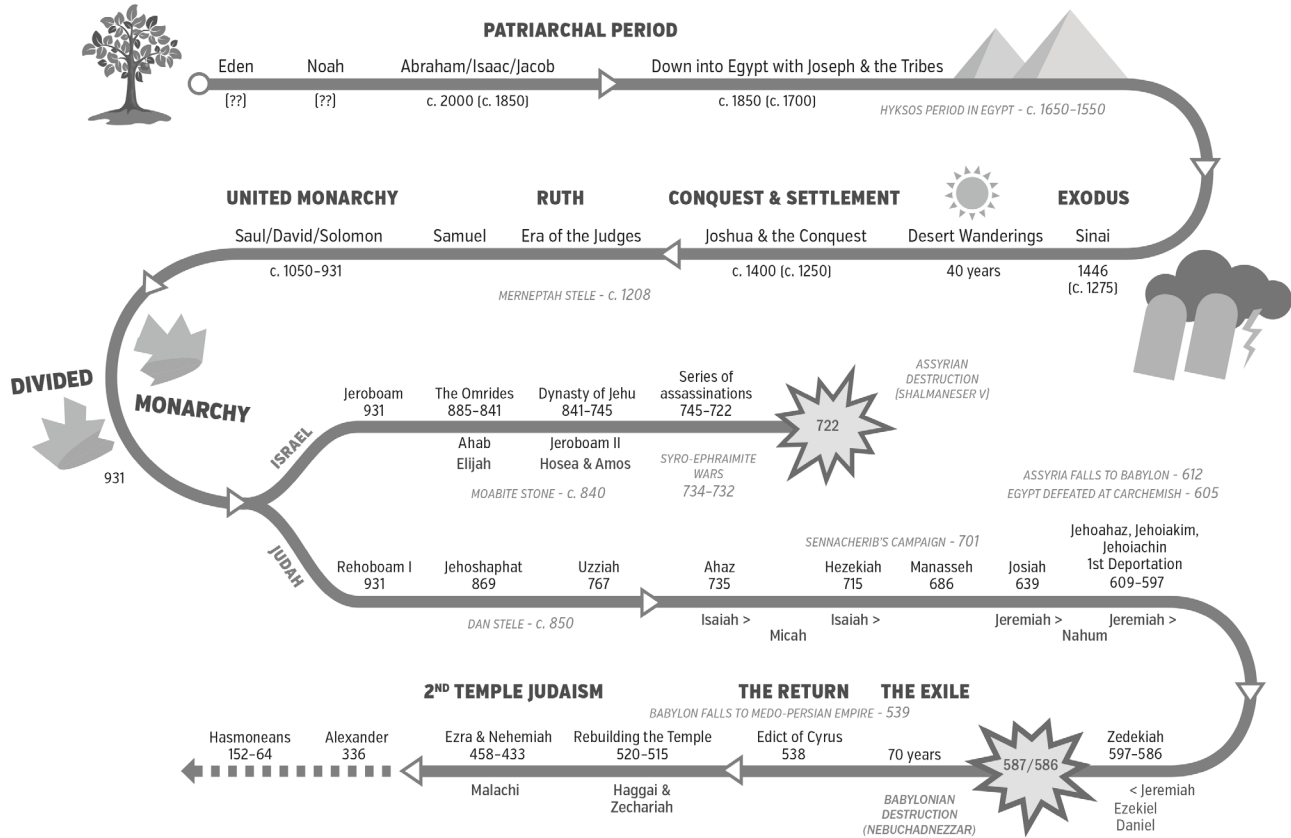 PATRIARCHAL PERIOD
Eden
Noah
Abraham/Isaac/Jacob
Down into Egypt with Joseph & the Tribes
(??)
(??)
c. 2000 (c. 1850)
c. 1850 (c. 1700)
HYKSOS PERIOD IN EGYPT - c. 1650–1550
UNITED MONARCHY
RUTH
CONQUEST & SETTLEMENT
EXODUS
Saul/David/Solomon
Samuel
Era of the Judges
Joshua & the Conquest
Desert Wanderings
Sinai
c. 1050–931
c. 1400 (c. 1250)
40 years
1446
(c. 1275)
MERNEPTAH STELE - c. 1208
DIVIDED
MONARCHY
931
ISRAEL
Jeroboam
931
The Omrides
885–841
Dynasty of Jehu
841–745
Series of
assassinations
745–722
722
ASSYRIAN
DESTRUCTION
(SHALMANESER V)
Ahab
Elijah
Jeroboam II
Hosea & Amos
SYRO-EPHRAIMITE
WARS
734–732
MOABITE STONE - c. 840
ASSYRIA FALLS TO BABYLON - 612
EGYPT DEFEATED AT CARCHEMISH - 605
JUDAH
SENNACHERIB'S CAMPAIGN - 701
Rehoboam I
931
Jehoshaphat
869
Uzziah
767
Ahaz
735
Hezekiah
715
Manasseh
686
Josiah
639
Jehoahaz, Jehoiakim,
Jehoiachin
1st Deportation
609–597
DAN STELE - c. 850
Isaiah >
Micah
Isaiah >
Jeremiah >
Nahum
Jeremiah >
2ND TEMPLE JUDAISM
THE RETURN
THE EXILE
BABYLON FALLS TO MEDO-PERSIAN EMPIRE - 539
Hasmoneans
152–64
Alexander
336
Ezra & Nehemiah
458–433
Rebuilding the Temple
520–515
Edict of Cyrus
538
70 years
587/586
Zedekiah
597–586
Malachi
Haggai &
Zechariah
BABYLONIAN
DESTRUCTION
(NEBUCHADNEZZAR)
< Jeremiah
Ezekiel
Daniel